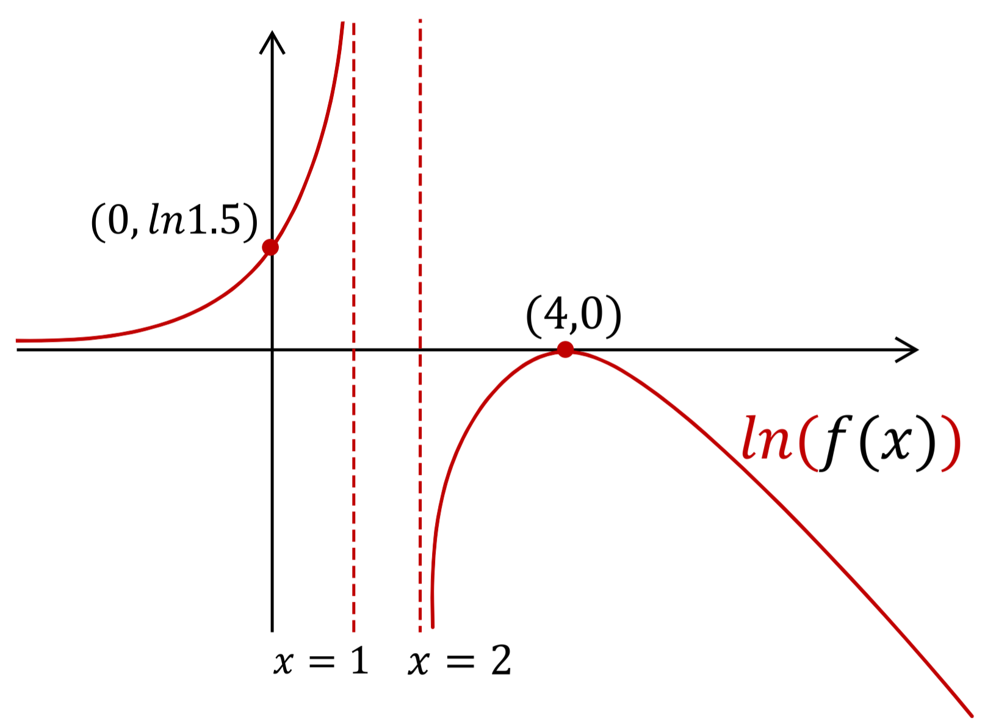 (0, ln1.5)
(4,0)
ln(f(x))
x = 1
x = 2